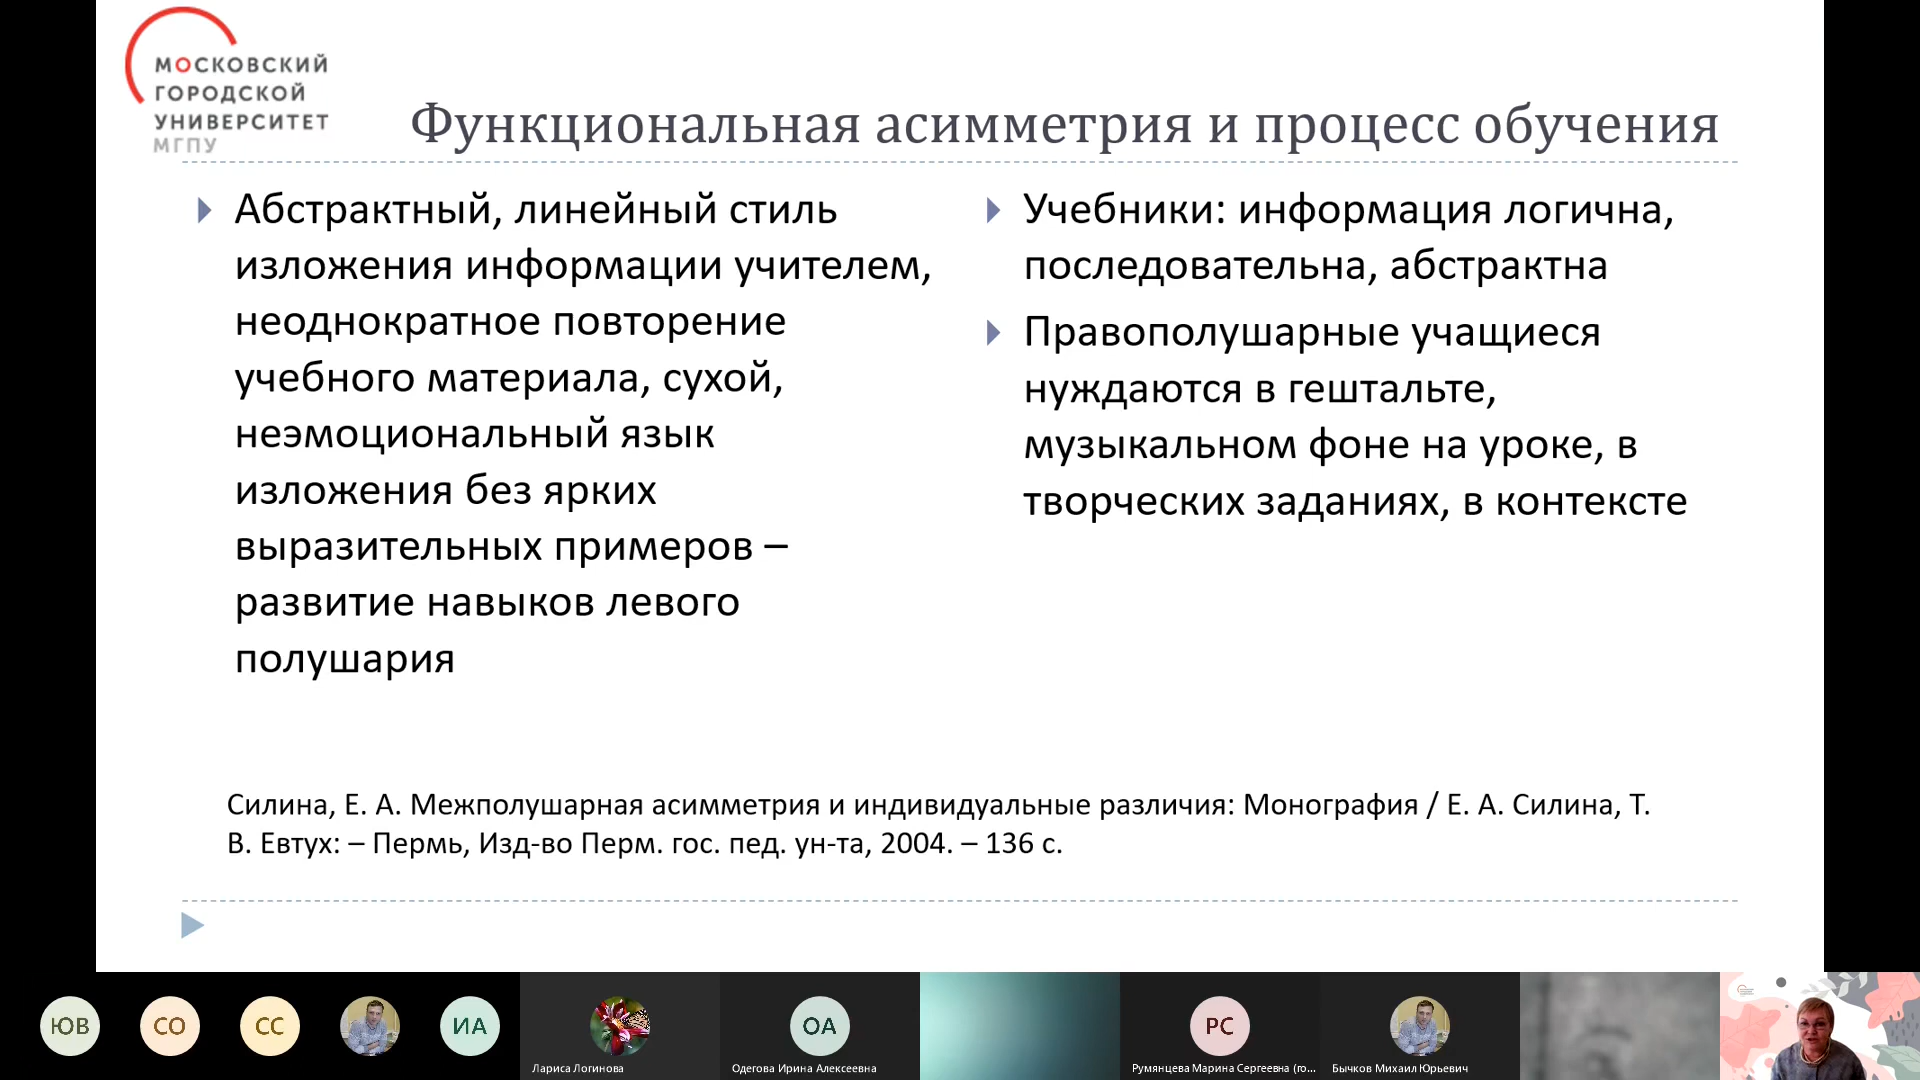 МОСКОВСКИЙ
ГОРОДСКОЙ
УНИВЕРСИТЕТ
МГПУ
Функциональная асимметрия и процесс обучения
Абстрактный, линейный стиль
изложения информации учителем,
неоднократное повторение
учебного материала, сухой,
неэмоциональный язык
изложения без ярких
выразительных примеров –
развитие навыков левого
полушария
Учебники: информация логична,
последовательна, абстрактна
Правополушарные учащиеся
нуждаются в гештальте,
музыкальном фоне на уроке, в
творческих заданиях, в контексте
Силина, Е. А. Межполушарная асимметрия и индивидуальные различия: Монография / Е. А. Силина, Т.
В. Евтух: – Пермь, Изд-во Перм. гос. пед. ун-та, 2004. – 136 с.
ЮВ
СО
СС
ИА
Лариса Логинова
ОА
Одегова Ирина Алексеевна
РС
Румянцева Марина Сергеевна (го...
Бычков Михаил Юрьевич